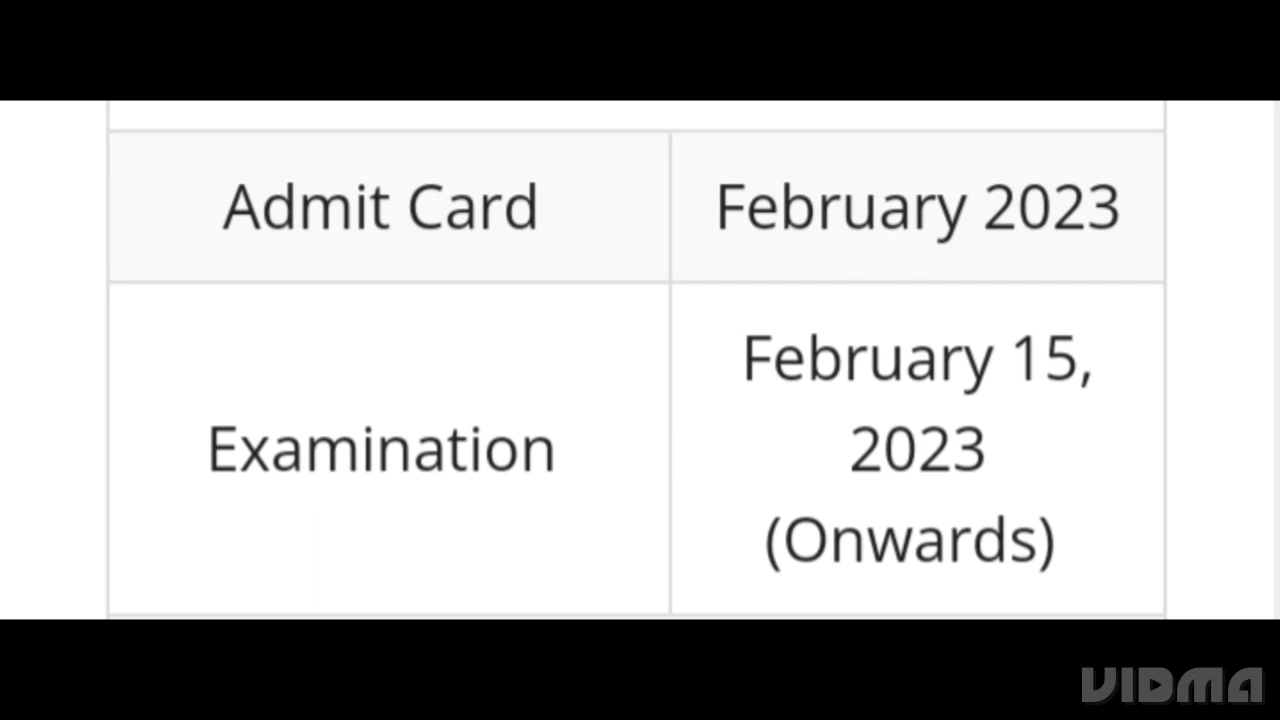 Admit Card
February 2023
Examination
February 15,
2023
(Onwards)
VIDMA